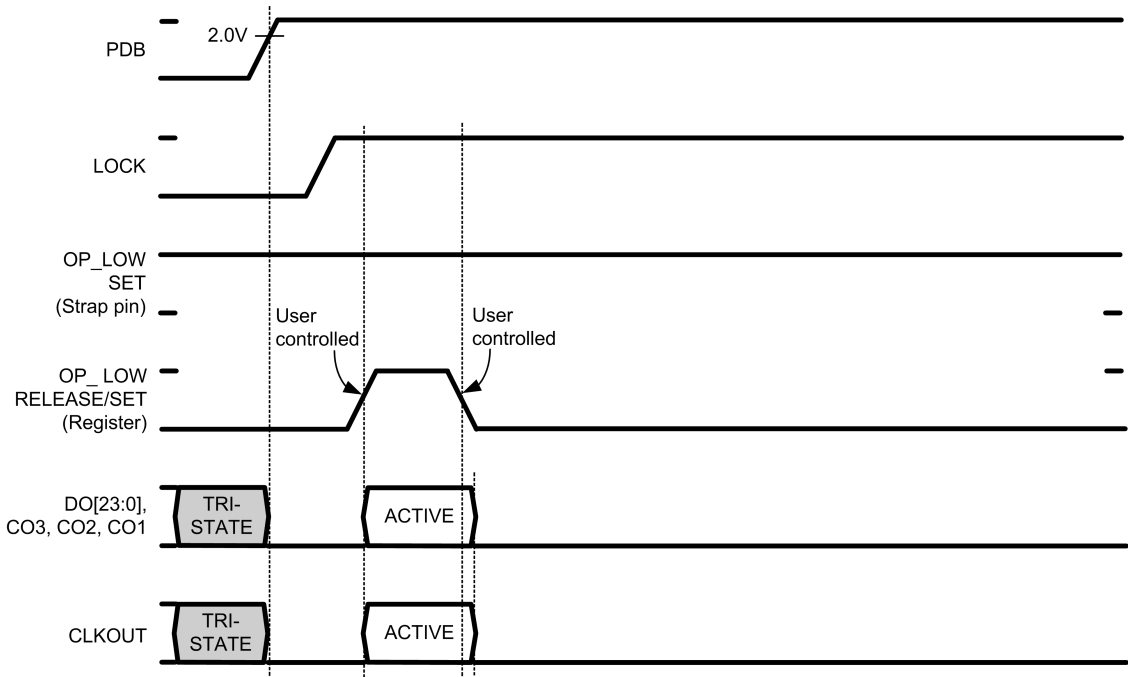 2.0V
PDB
LOCK
OP_LOW
SET
(Strap pin)
User
controlled
User
controlled
OP_ LOW
RELEASE/SET
(Register)
DO[23:0],
CO3, CO2, CO1
TRI-
STATE
ACTIVE
CLKOUT
TRI-
STATE
ACTIVE